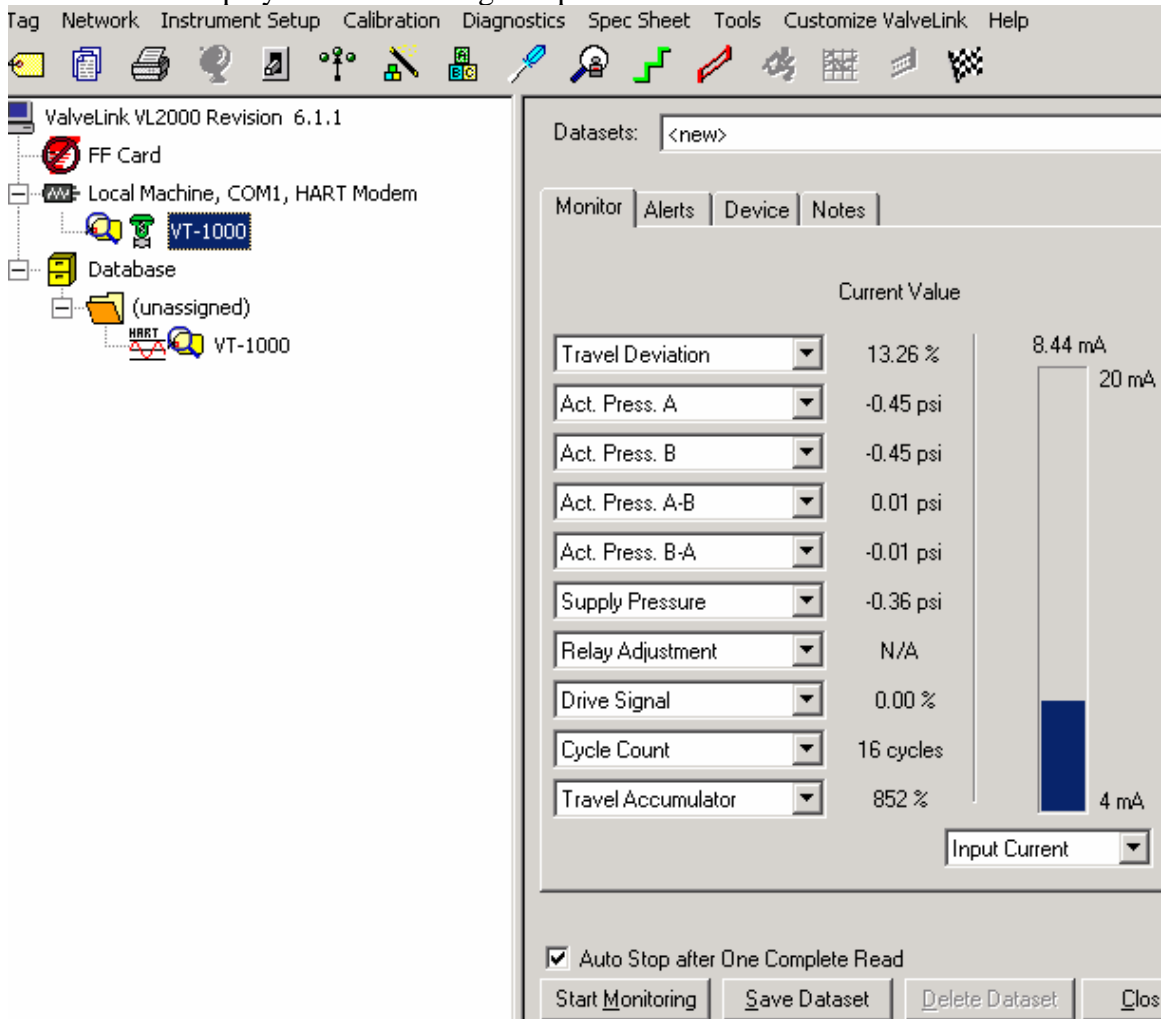 Tag Network Instrument Setup Calibration Diagnostics Spec Sheet Tools Customize ValveLink Help
ValveLink VL2000 Revision 6.1.1
FF Card
Local Machine, COM1, HART Modem
VT-1000
Database
(unassigned)
HART VT-1000
Datasets: <new>
Monitor Alerts Device Notes
Current Value
Travel Deviation 13.26 %
Act. Press. A -0.45 psi
Act. Press. B -0.45 psi
Act. Press. A-B 0.01 psi
Act. Press. B-A -0.01 psi
Supply Pressure -0.36 psi
Relay Adjustment N/A
Drive Signal 0.00 %
Cycle Count 16 cycles
Travel Accumulator 852 %
8.44 mA
20 mA
4 mA
Input Current
Auto Stop after One Complete Read
Start Monitoring Save Dataset Delete Dataset Clos